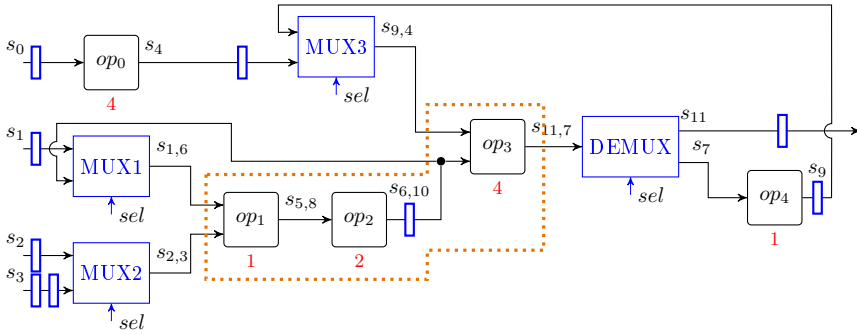 s0
op0
4
s4
MUX3
sel
s9,4
s1
MUX1
sel
s1,6
s2
s3
MUX2
sel
s2,3
op1
1
s5,8
op2
2
s6,10
op3
4
s11,7
DEMUX
sel
s11
s7
op4
1
s9